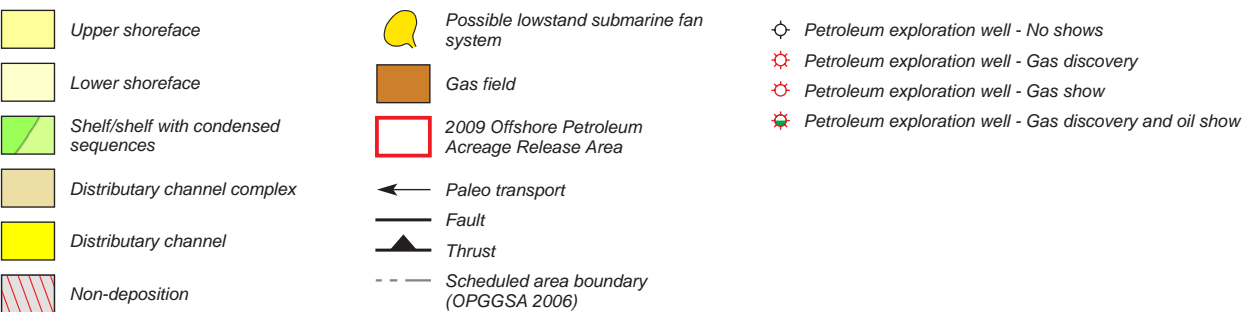 Upper shoreface
Lower shoreface
Shelf/shelf with condensed
sequences
Distributary channel complex
Distributary channel
Non-deposition
Possible lowstand submarine fan
system
Gas field
2009 Offshore Petroleum
Acreage Release Area
Paleo transport
Fault
Thrust
Scheduled area boundary
(OPGGSA 2006)
Petroleum exploration well - No shows
Petroleum exploration well - Gas discovery
Petroleum exploration well - Gas show
Petroleum exploration well - Gas discovery and oil show